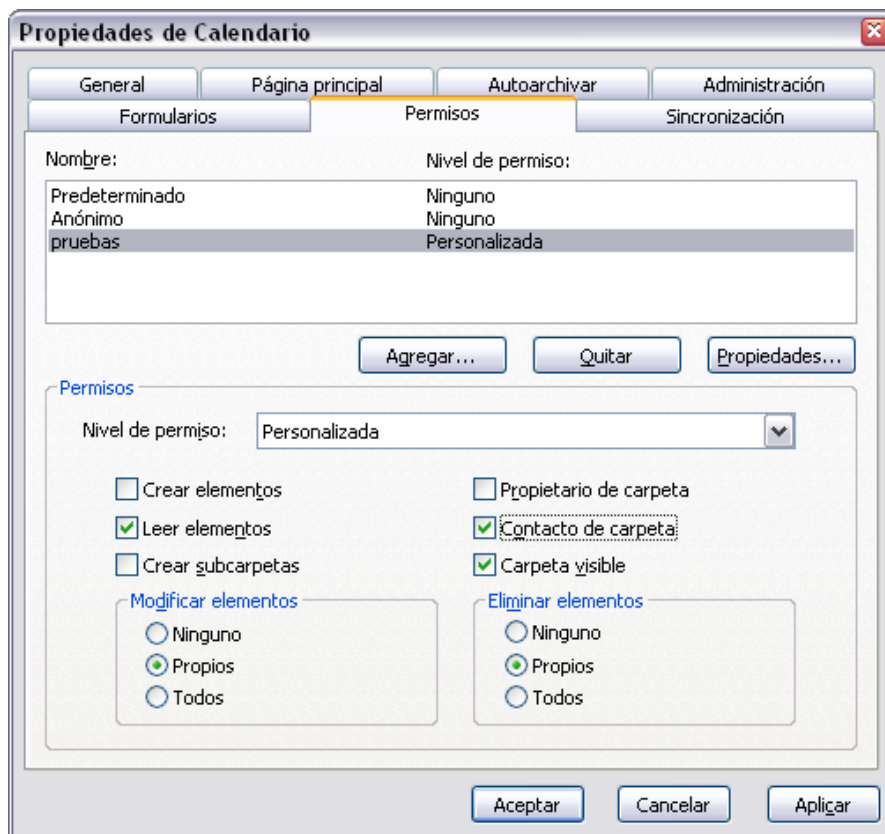 Propiedades de Calendario
General Página principal Autoarchivar Administración
Formularios Permisos Sincronización
Nombre: Nivel de permiso:
Predeterminado Ninguno
Anónimo Ninguno
pruebas Personalizada
Agregar... Quitar Propiedades...
Permisos
Nivel de permiso: Personalizada
Crear elementos Propietario de carpeta
Leer elementos Contacto de carpeta
Crear subcarpetas Carpeta visible
Modificar elementos Eliminar elementos
Ninguno Ninguno
Propios Propios
Todos Todos
Aceptar Cancelar Aplicar